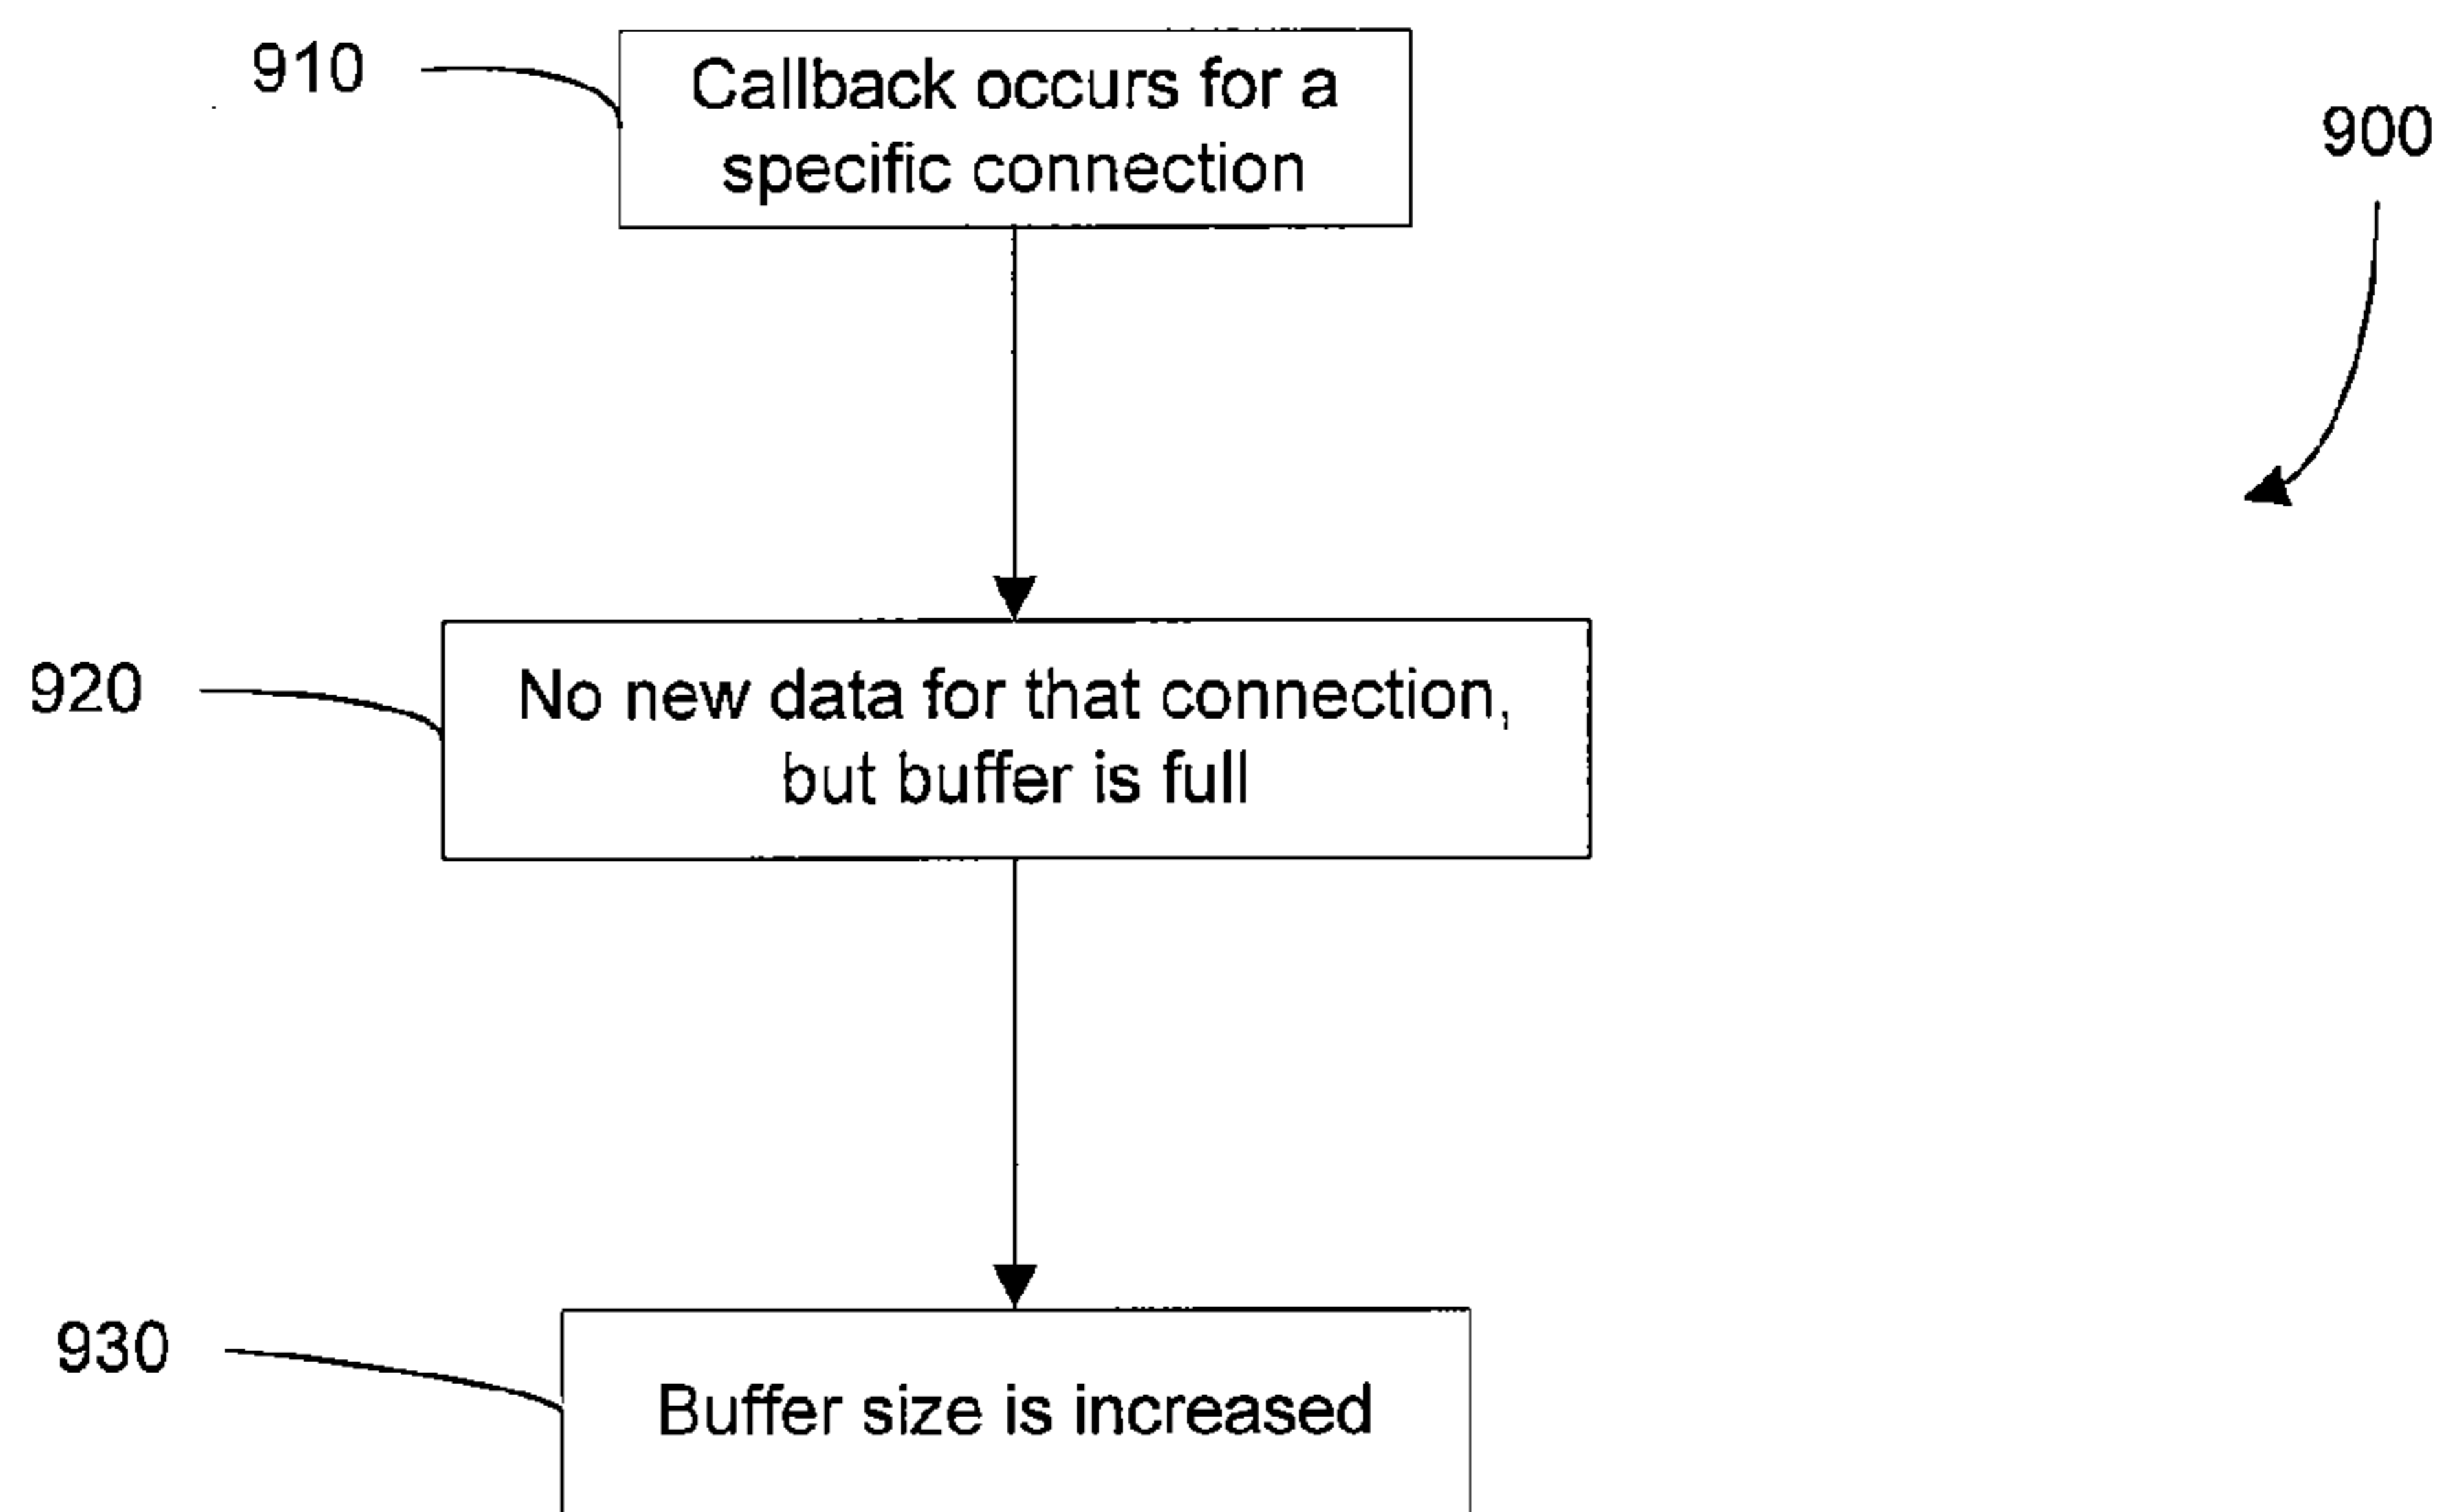 910
Callback occurs for a
specific connection
900
920
No new data for that connection,
but buffer is full
930
Buffer size is increased